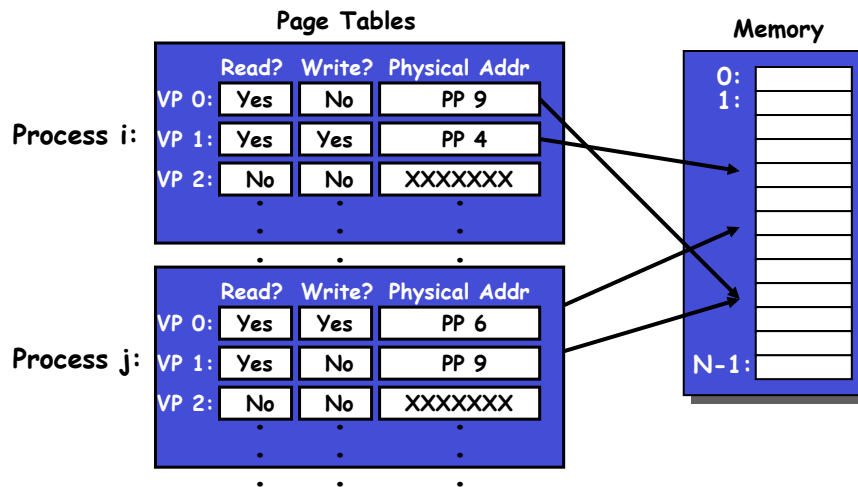 Page Tables
Memory
Read? Write? Physical Addr
VP 0: Yes No PP 9
Process i: VP 1: Yes Yes PP 4
VP 2: No No XXXXXXX
. . .
. . .
. . .
0:
1:
N-1:
Read? Write? Physical Addr
VP 0: Yes Yes PP 6
Process j: VP 1: Yes No PP 9
VP 2: No No XXXXXXX
. . .
. . .
. . .